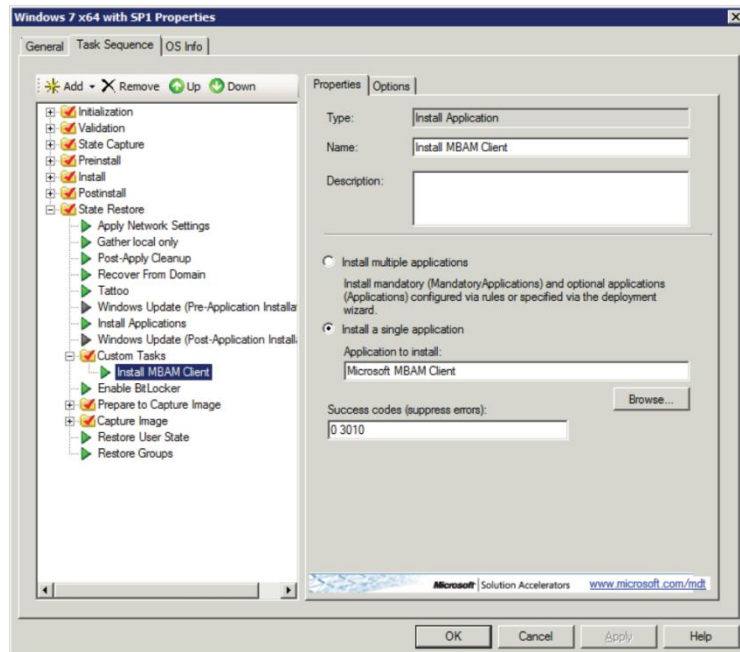 Windows 7 x64 with SP1 Properties
General Task Sequence OS Info
Add Remove Up Down
Initialization
Validation
State Capture
Preinstall
Install
Postinstall
State Restore
Apply Network Settings
Gather local only
Post-Apply Cleanup
Recover From Domain
Tattoo
Windows Update (Pre-Application Installa
Install Applications
Windows Update (Post-Application Install
Custom Tasks
Install MBAM Client
Enable BitLocker
Prepare to Capture Image
Capture Image
Restore User State
Restore Groups
Properties Options
Type: Install Application
Name: Install MBAM Client
Description:
Install multiple applications
Install mandatory (MandatoryApplications) and optional applications
(Applications) configured via rules or specified via the deployment
wizard.
Install a single application
Application to install:
Microsoft MBAM Client
Browse...
Success codes (suppress errors):
0 3010
Microsoft Solution Accelerators www.microsoft.com/mdt
OK Cancel Apply Help